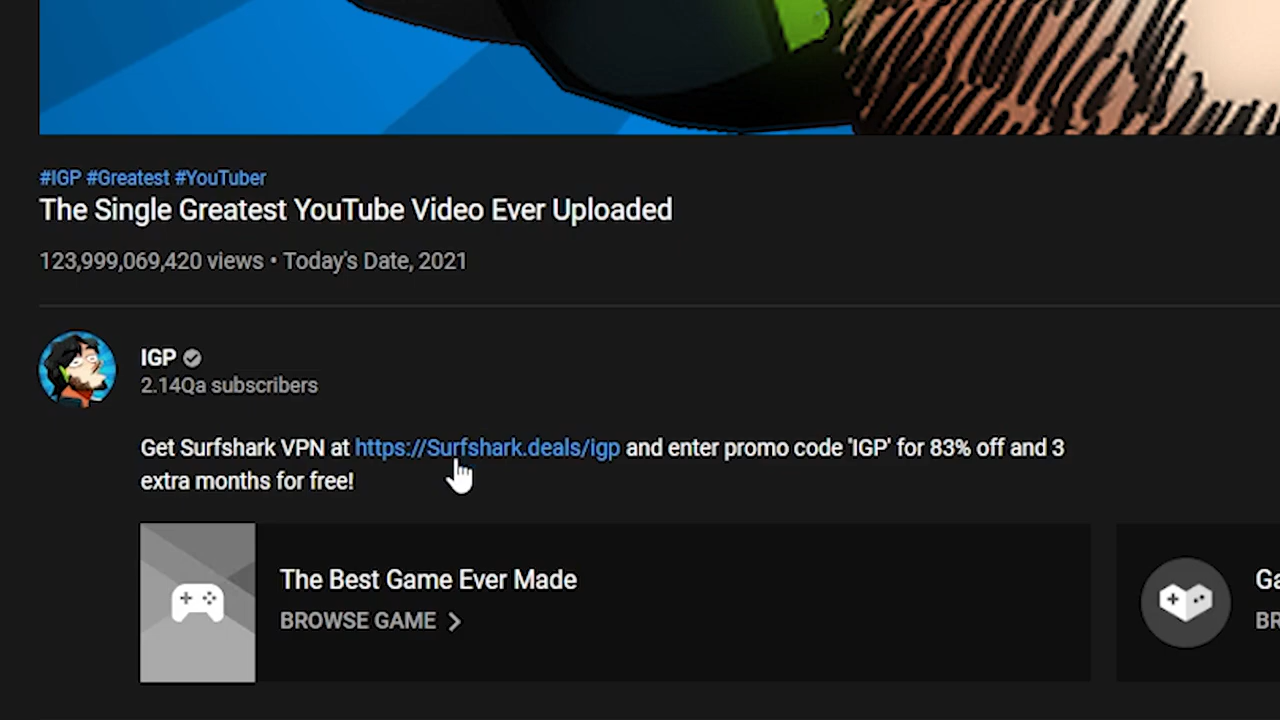 #IGP #Greatest #YouTuber
The Single Greatest YouTube Video Ever Uploaded
123,999,069,420 views • Today's Date, 2021
IGP
2.14Qa subscribers
Get Surfshark VPN at https://Surfshark.deals/igp and enter promo code 'IGP' for 83% off and 3
extra months for free!
The Best Game Ever Made
BROWSE GAME